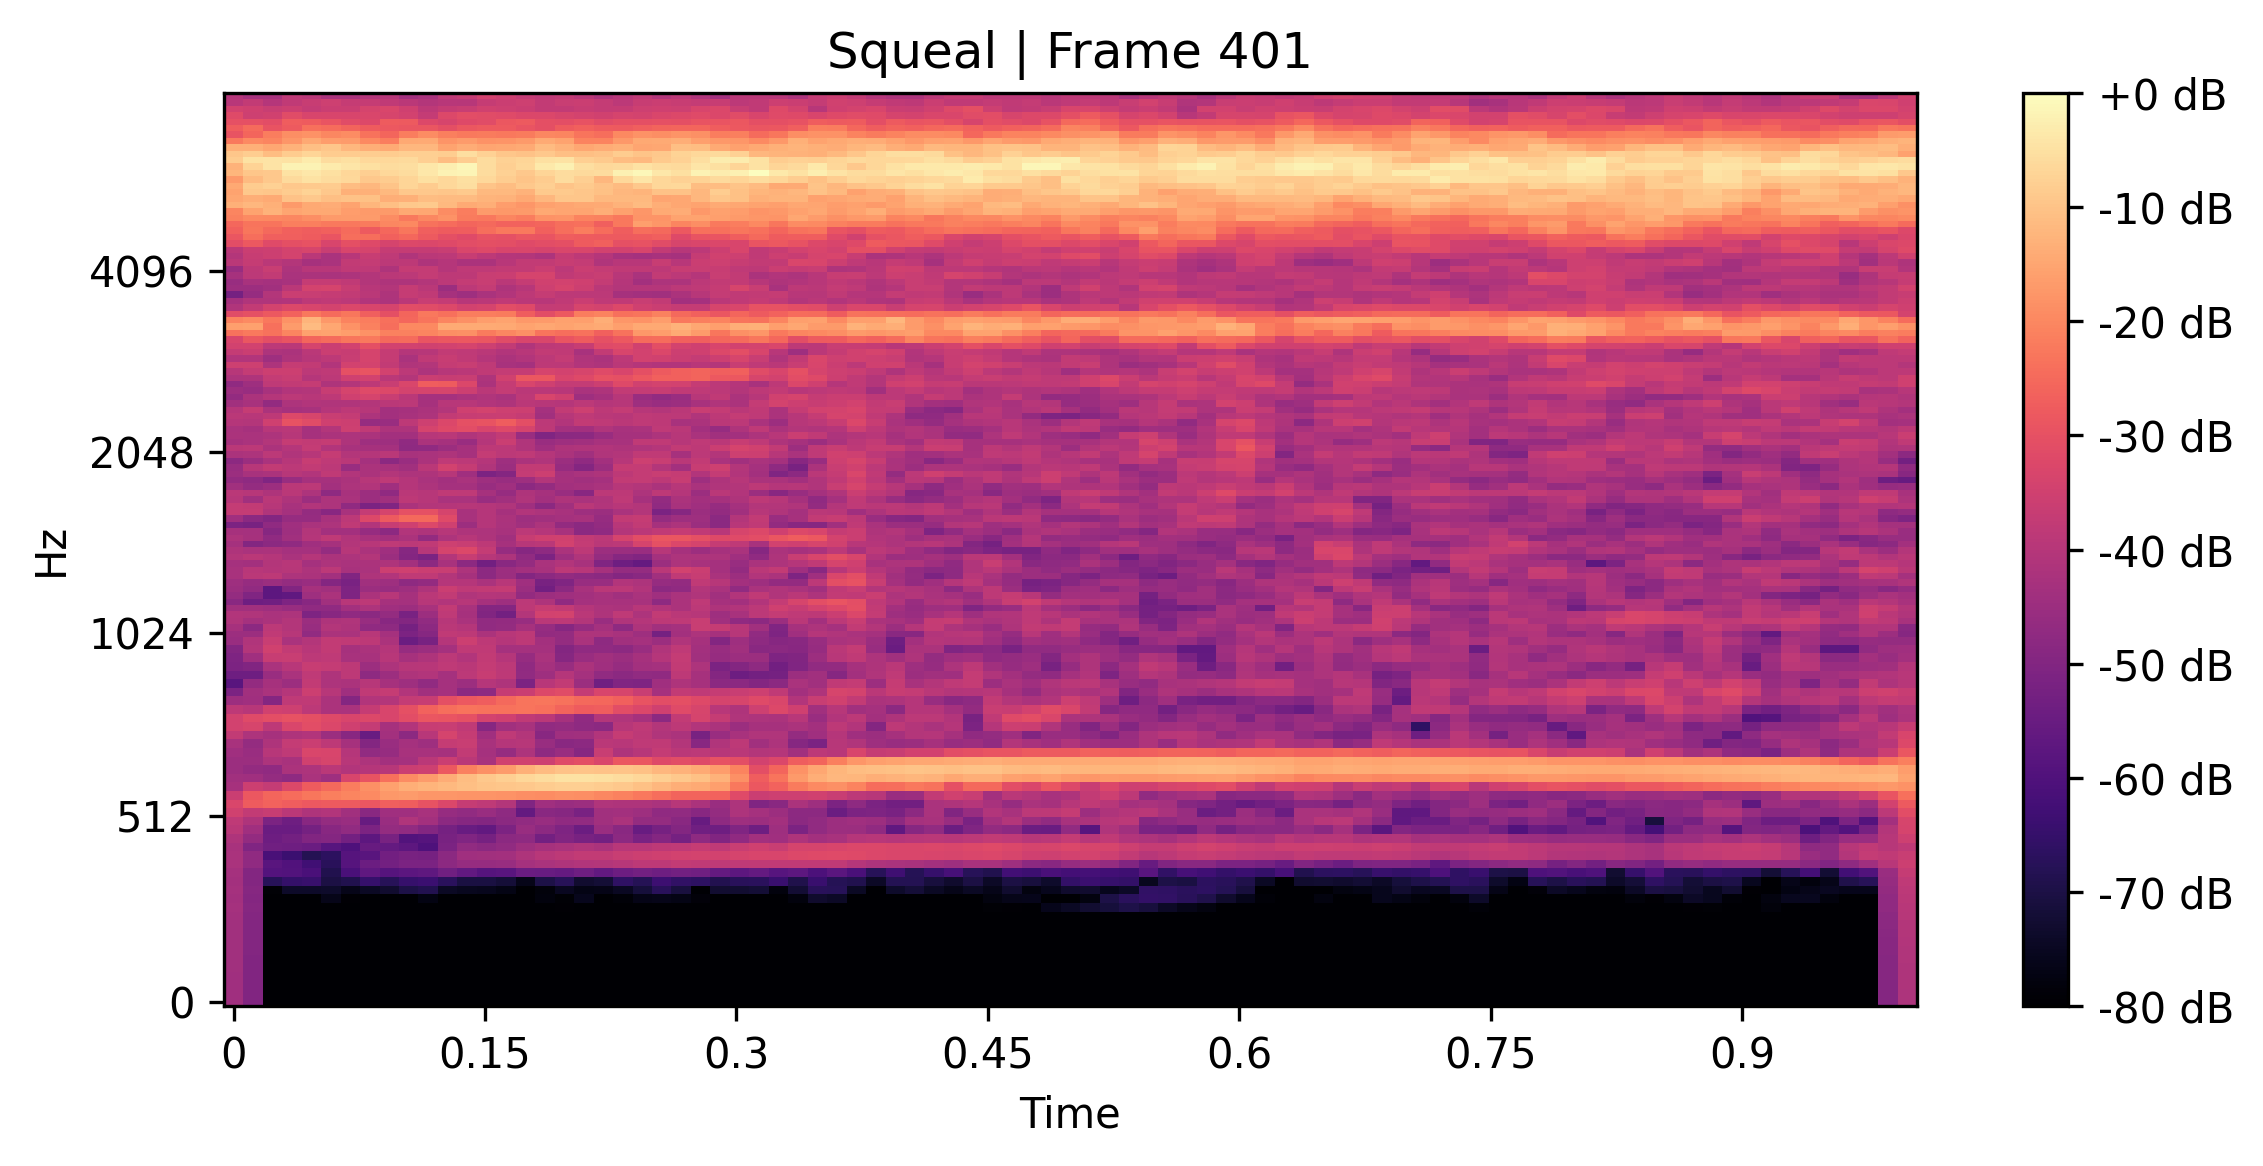 Squeal | Frame 401
+0 dB
-10 dB
-20 dB
-30 dB
-40 dB
-50 dB
-60 dB
-70 dB
-80 dB
Hz
4096
2048
1024
512
0
0 0.15 0.3 0.45 0.6 0.75 0.9
Time